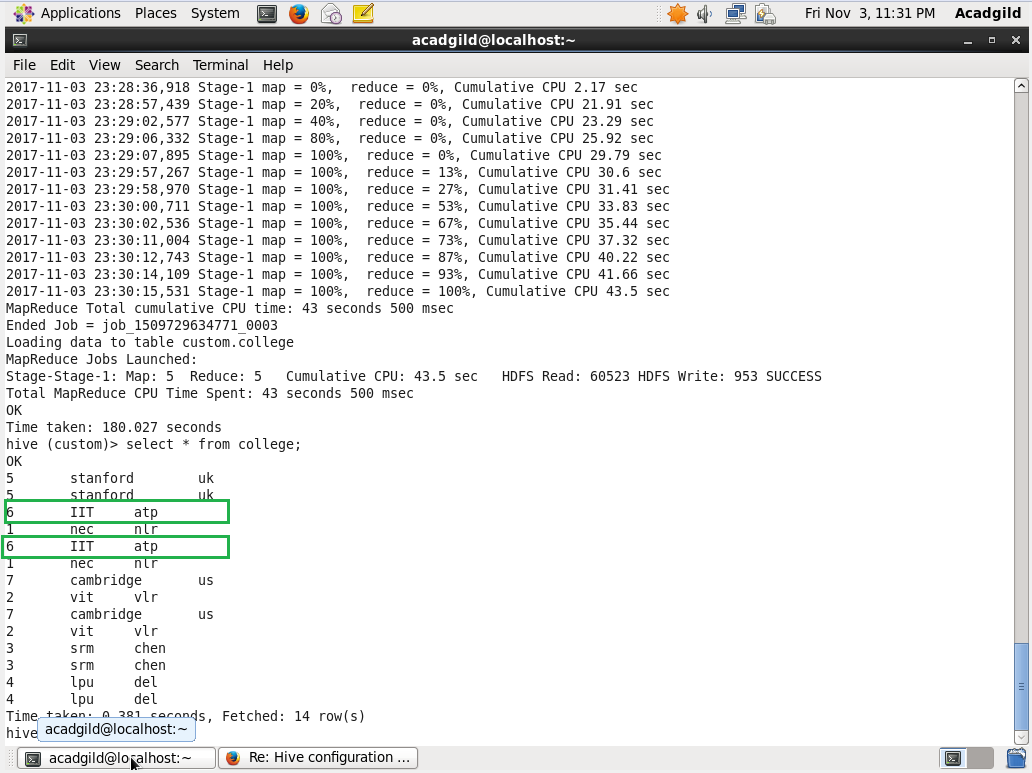 Applications Places System Fri Nov 3, 11:31 PM Acadgild
acadgild@localhost:~
File Edit View Search Terminal Help
2017-11-03 23:28:36,918 Stage-1 map = 0%,  reduce = 0%, Cumulative CPU 2.17 sec
2017-11-03 23:28:57,439 Stage-1 map = 20%,  reduce = 0%, Cumulative CPU 21.91 sec
2017-11-03 23:29:02,577 Stage-1 map = 40%,  reduce = 0%, Cumulative CPU 23.29 sec
2017-11-03 23:29:06,332 Stage-1 map = 80%,  reduce = 0%, Cumulative CPU 25.92 sec
2017-11-03 23:29:07,895 Stage-1 map = 100%,  reduce = 0%, Cumulative CPU 29.79 sec
2017-11-03 23:29:57,267 Stage-1 map = 100%,  reduce = 13%, Cumulative CPU 30.6 sec
2017-11-03 23:29:58,970 Stage-1 map = 100%,  reduce = 27%, Cumulative CPU 31.41 sec
2017-11-03 23:30:00,711 Stage-1 map = 100%,  reduce = 53%, Cumulative CPU 33.83 sec
2017-11-03 23:30:02,536 Stage-1 map = 100%,  reduce = 67%, Cumulative CPU 35.44 sec
2017-11-03 23:30:11,004 Stage-1 map = 100%,  reduce = 73%, Cumulative CPU 37.32 sec
2017-11-03 23:30:12,743 Stage-1 map = 100%,  reduce = 87%, Cumulative CPU 40.22 sec
2017-11-03 23:30:14,109 Stage-1 map = 100%,  reduce = 93%, Cumulative CPU 41.66 sec
2017-11-03 23:30:15,531 Stage-1 map = 100%,  reduce = 100%, Cumulative CPU 43.5 sec
MapReduce Total cumulative CPU time: 43 seconds 500 msec
Ended Job = job_1509729634771_0003
Loading data to table custom.college
MapReduce Jobs Launched:
Stage-Stage-1: Map: 5  Reduce: 5   Cumulative CPU: 43.5 sec   HDFS Read: 60523 HDFS Write: 953 SUCCESS
Total MapReduce CPU Time Spent: 43 seconds 500 msec
OK
Time taken: 180.027 seconds
hive (custom)> select * from college;
OK
5 stanford uk
5 stanford uk
6 IIT atp
1 nec nlr
6 IIT atp
1 nec nlr
7 cambridge us
2 vit vlr
7 cambridge us
2 vit vlr
3 srm chen
3 srm chen
4 lpu del
4 lpu del
Time taken: 0.381 seconds, Fetched: 14 row(s)
hive
acadgild@localhost:~
acadgild@localhost:~ Re: Hive configuration ...